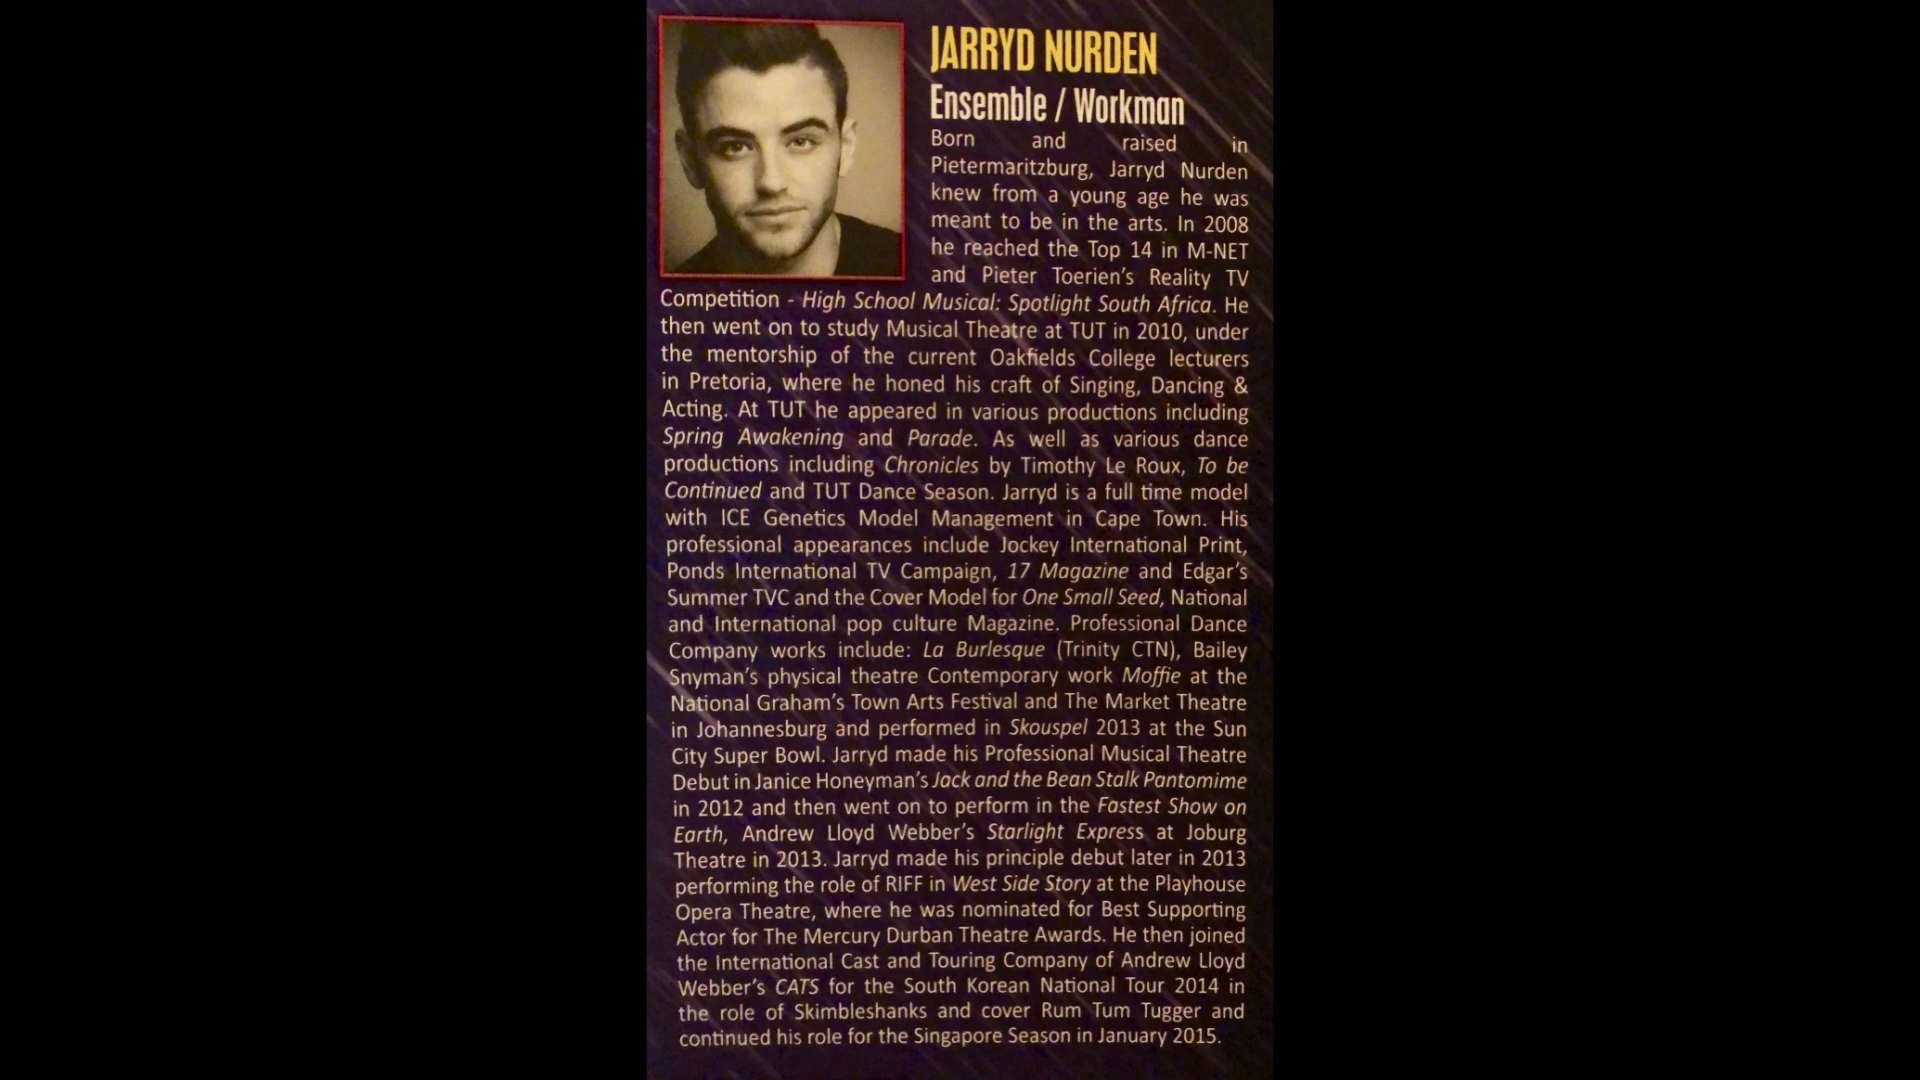 JARRYD NURDEN
Ensemble / Workman
Born and raised in
Pietermaritzburg, Jarryd Nurden
knew from a young age he was
meant to be in the arts. In 2008
he reached the Top 14 in M-NET
and Pieter Toerien's Reality TV
Competition - High School Musical: Spotlight South Africa. He
then went on to study Musical Theatre at TUT in 2010, under
the mentorship of the current Oakfields College lecturers
in Pretoria, where he honed his craft of Singing, Dancing &
Acting. At TUT he appeared in various productions including
Spring Awakening and Parade. As well as various dance
productions including Chronicles by Timothy Le Roux, To be
Continued and TUT Dance Season. Jarryd is a full time model
with ICE Genetics Model Management in Cape Town. His
professional appearances include Jockey International Print,
Ponds International TV Campaign, 17 Magazine and Edgar's
Summer TVC and the Cover Model for One Small Seed, National
and International pop culture Magazine. Professional Dance
Company works include: La Burlesque (Trinity CTN), Bailey
Snyman's physical theatre Contemporary work Moffie at the
National Graham's Town Arts Festival and The Market Theatre
in Johannesburg and performed in Skouspel 2013 at the Sun
City Super Bowl. Jarryd made his Professional Musical Theatre
Debut in Janice Honeyman's Jack and the Bean Stalk Pantomime
in 2012 and then went on to perform in the Fastest Show on
Earth, Andrew Lloyd Webber's Starlight Express at Joburg
Theatre in 2013. Jarryd made his principle debut later in 2013
performing the role of RIFF in West Side Story at the Playhouse
Opera Theatre, where he was nominated for Best Supporting
Actor for The Mercury Durban Theatre Awards. He then joined
the International Cast and Touring Company of Andrew Lloyd
Webber's CATS for the South Korean National Tour 2014 in
the role of Skimbleshanks and cover Rum Tum Tugger and
continued his role for the Singapore Season in January 2015.